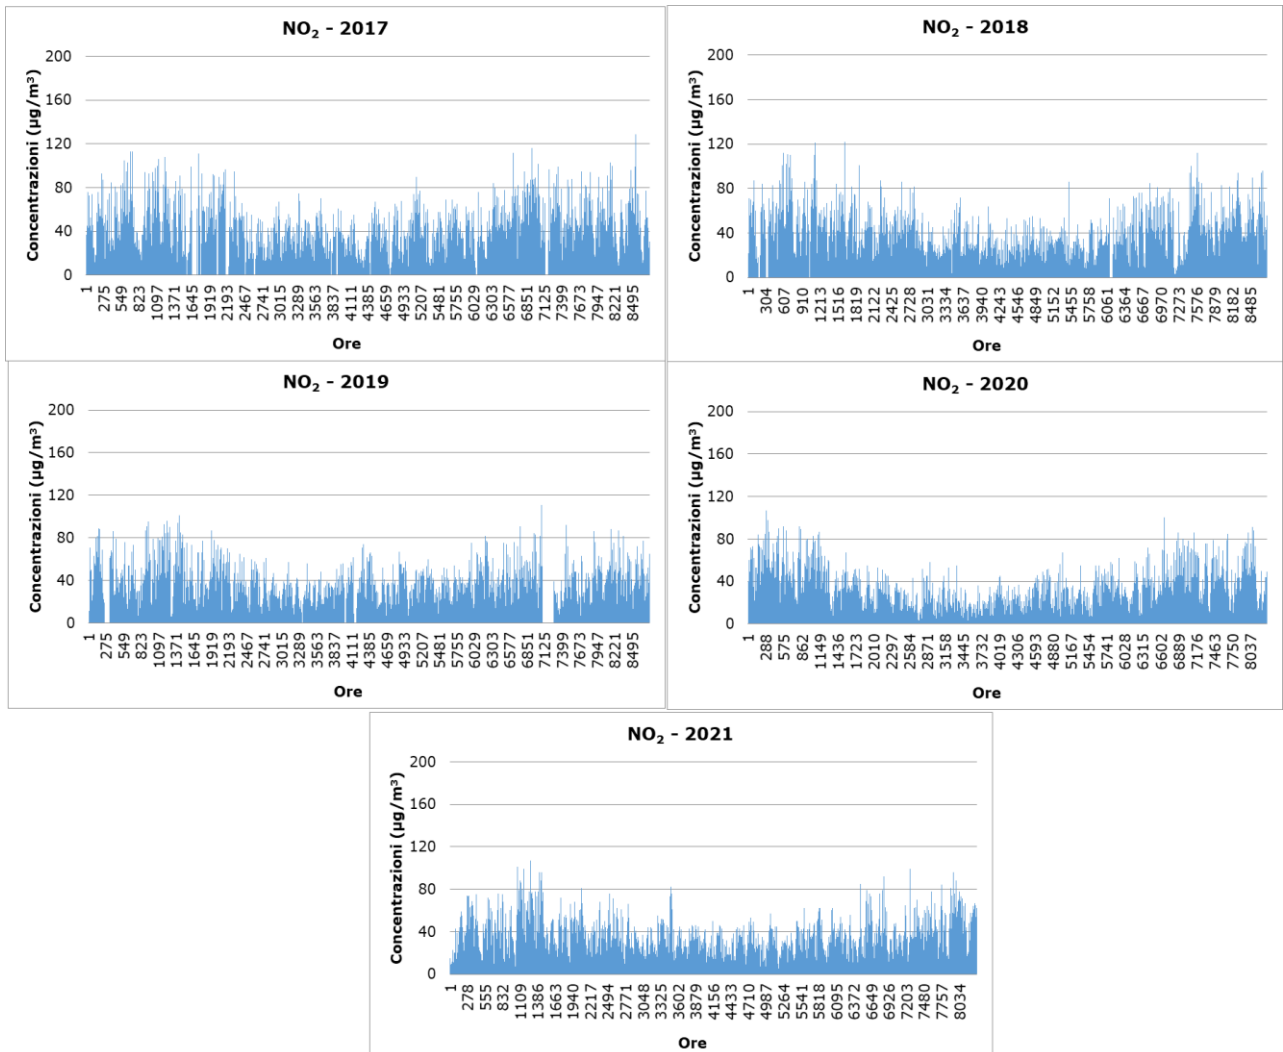 NO₂ - 2017
Concentrazioni (µg/m³)
200
160
120
80
40
0
1 275 549 823 1097 1371 1645 1919 2193 2467 2741 3015 3289 3563 3837 4111 4385 4659 4933 5207 5481 5755 6029 6303 6577 6851 7125 7399 7673 7947 8221 8495
Ore
NO₂ - 2018
Concentrazioni (µg/m³)
200
160
120
80
40
0
1 304 607 910 1213 1516 1819 2122 2425 2728 3031 3334 3637 3940 4243 4546 4849 5152 5455 5758 6061 6364 6667 6970 7273 7576 7879 8182 8485
Ore
NO₂ - 2019
Concentrazioni (µg/m³)
200
160
120
80
40
0
1 275 549 823 1097 1371 1645 1919 2193 2467 2741 3015 3289 3563 3837 4111 4385 4659 4933 5207 5481 5755 6029 6303 6577 6851 7125 7399 7673 7947 8221 8495
Ore
NO₂ - 2020
Concentrazioni (µg/m³)
200
160
120
80
40
0
1 288 575 862 1149 1436 1723 2010 2297 2584 2871 3158 3445 3732 4019 4306 4593 4880 5167 5454 5741 6028 6315 6602 6889 7176 7463 7750 8037
Ore
NO₂ - 2021
Concentrazioni (µg/m³)
200
160
120
80
40
0
1 278 555 832 1109 1386 1663 1940 2217 2494 2771 3048 3325 3602 3879 4156 4433 4710 4987 5264 5541 5818 6095 6372 6649 6926 7203 7480 7757 8034
Ore